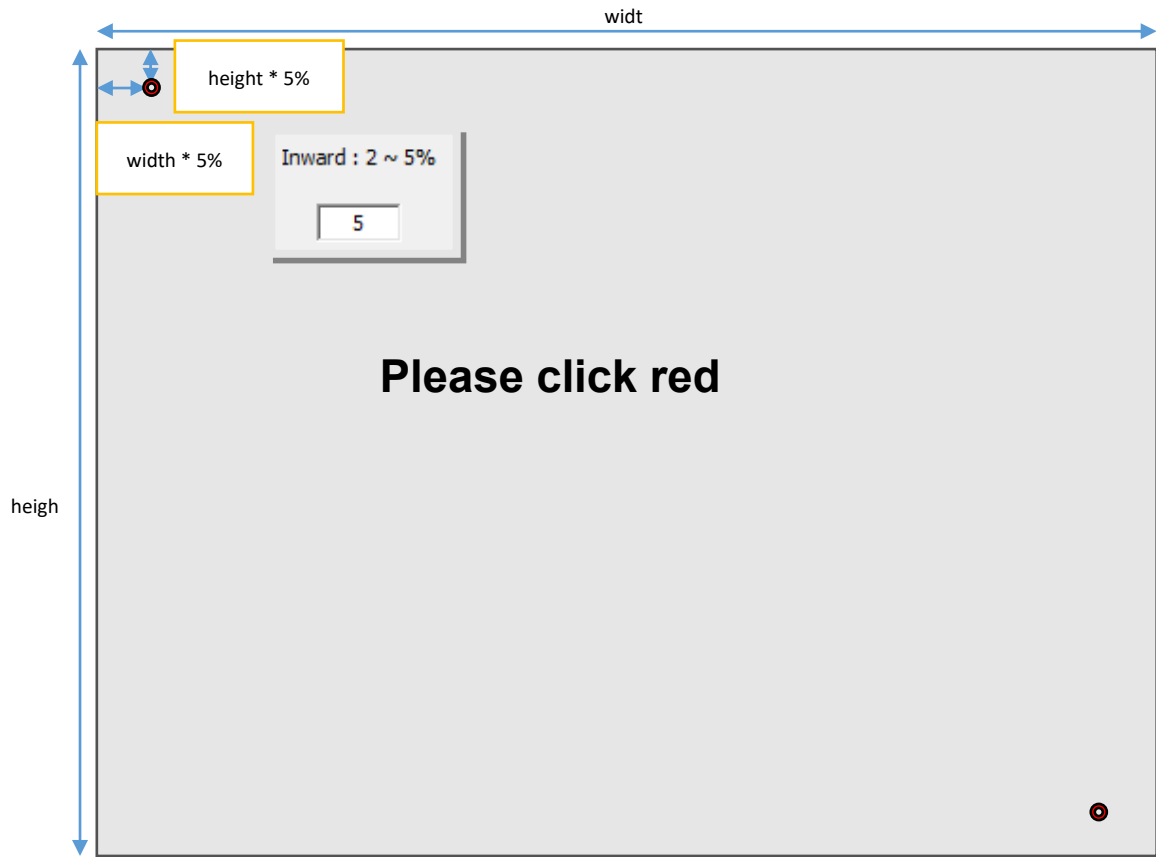 widt
height * 5%
width * 5%
Inward : 2 ~ 5%
5
Please click red
heigh